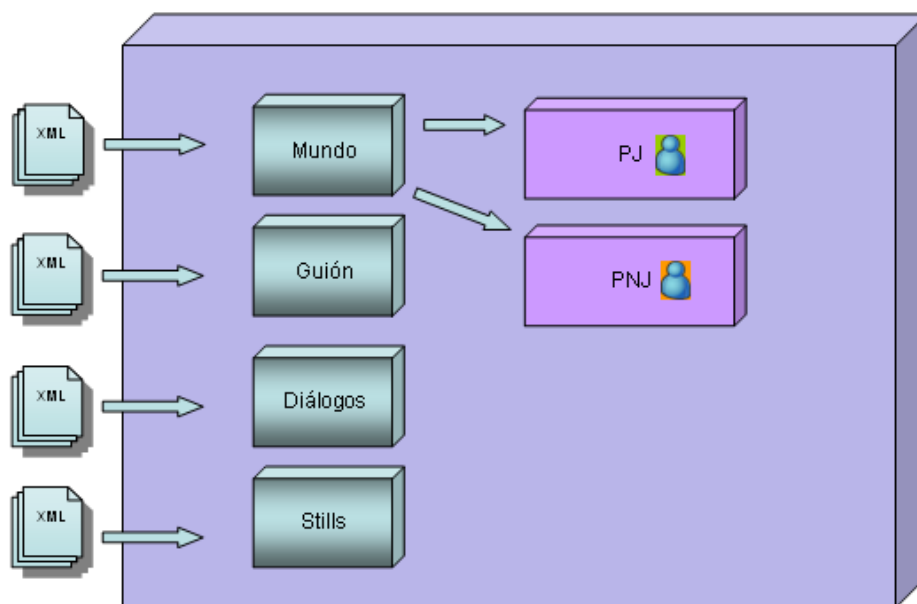 XML
Mundo
PJ
XML
Guión
PNJ
XML
Diálogos
XML
Stills